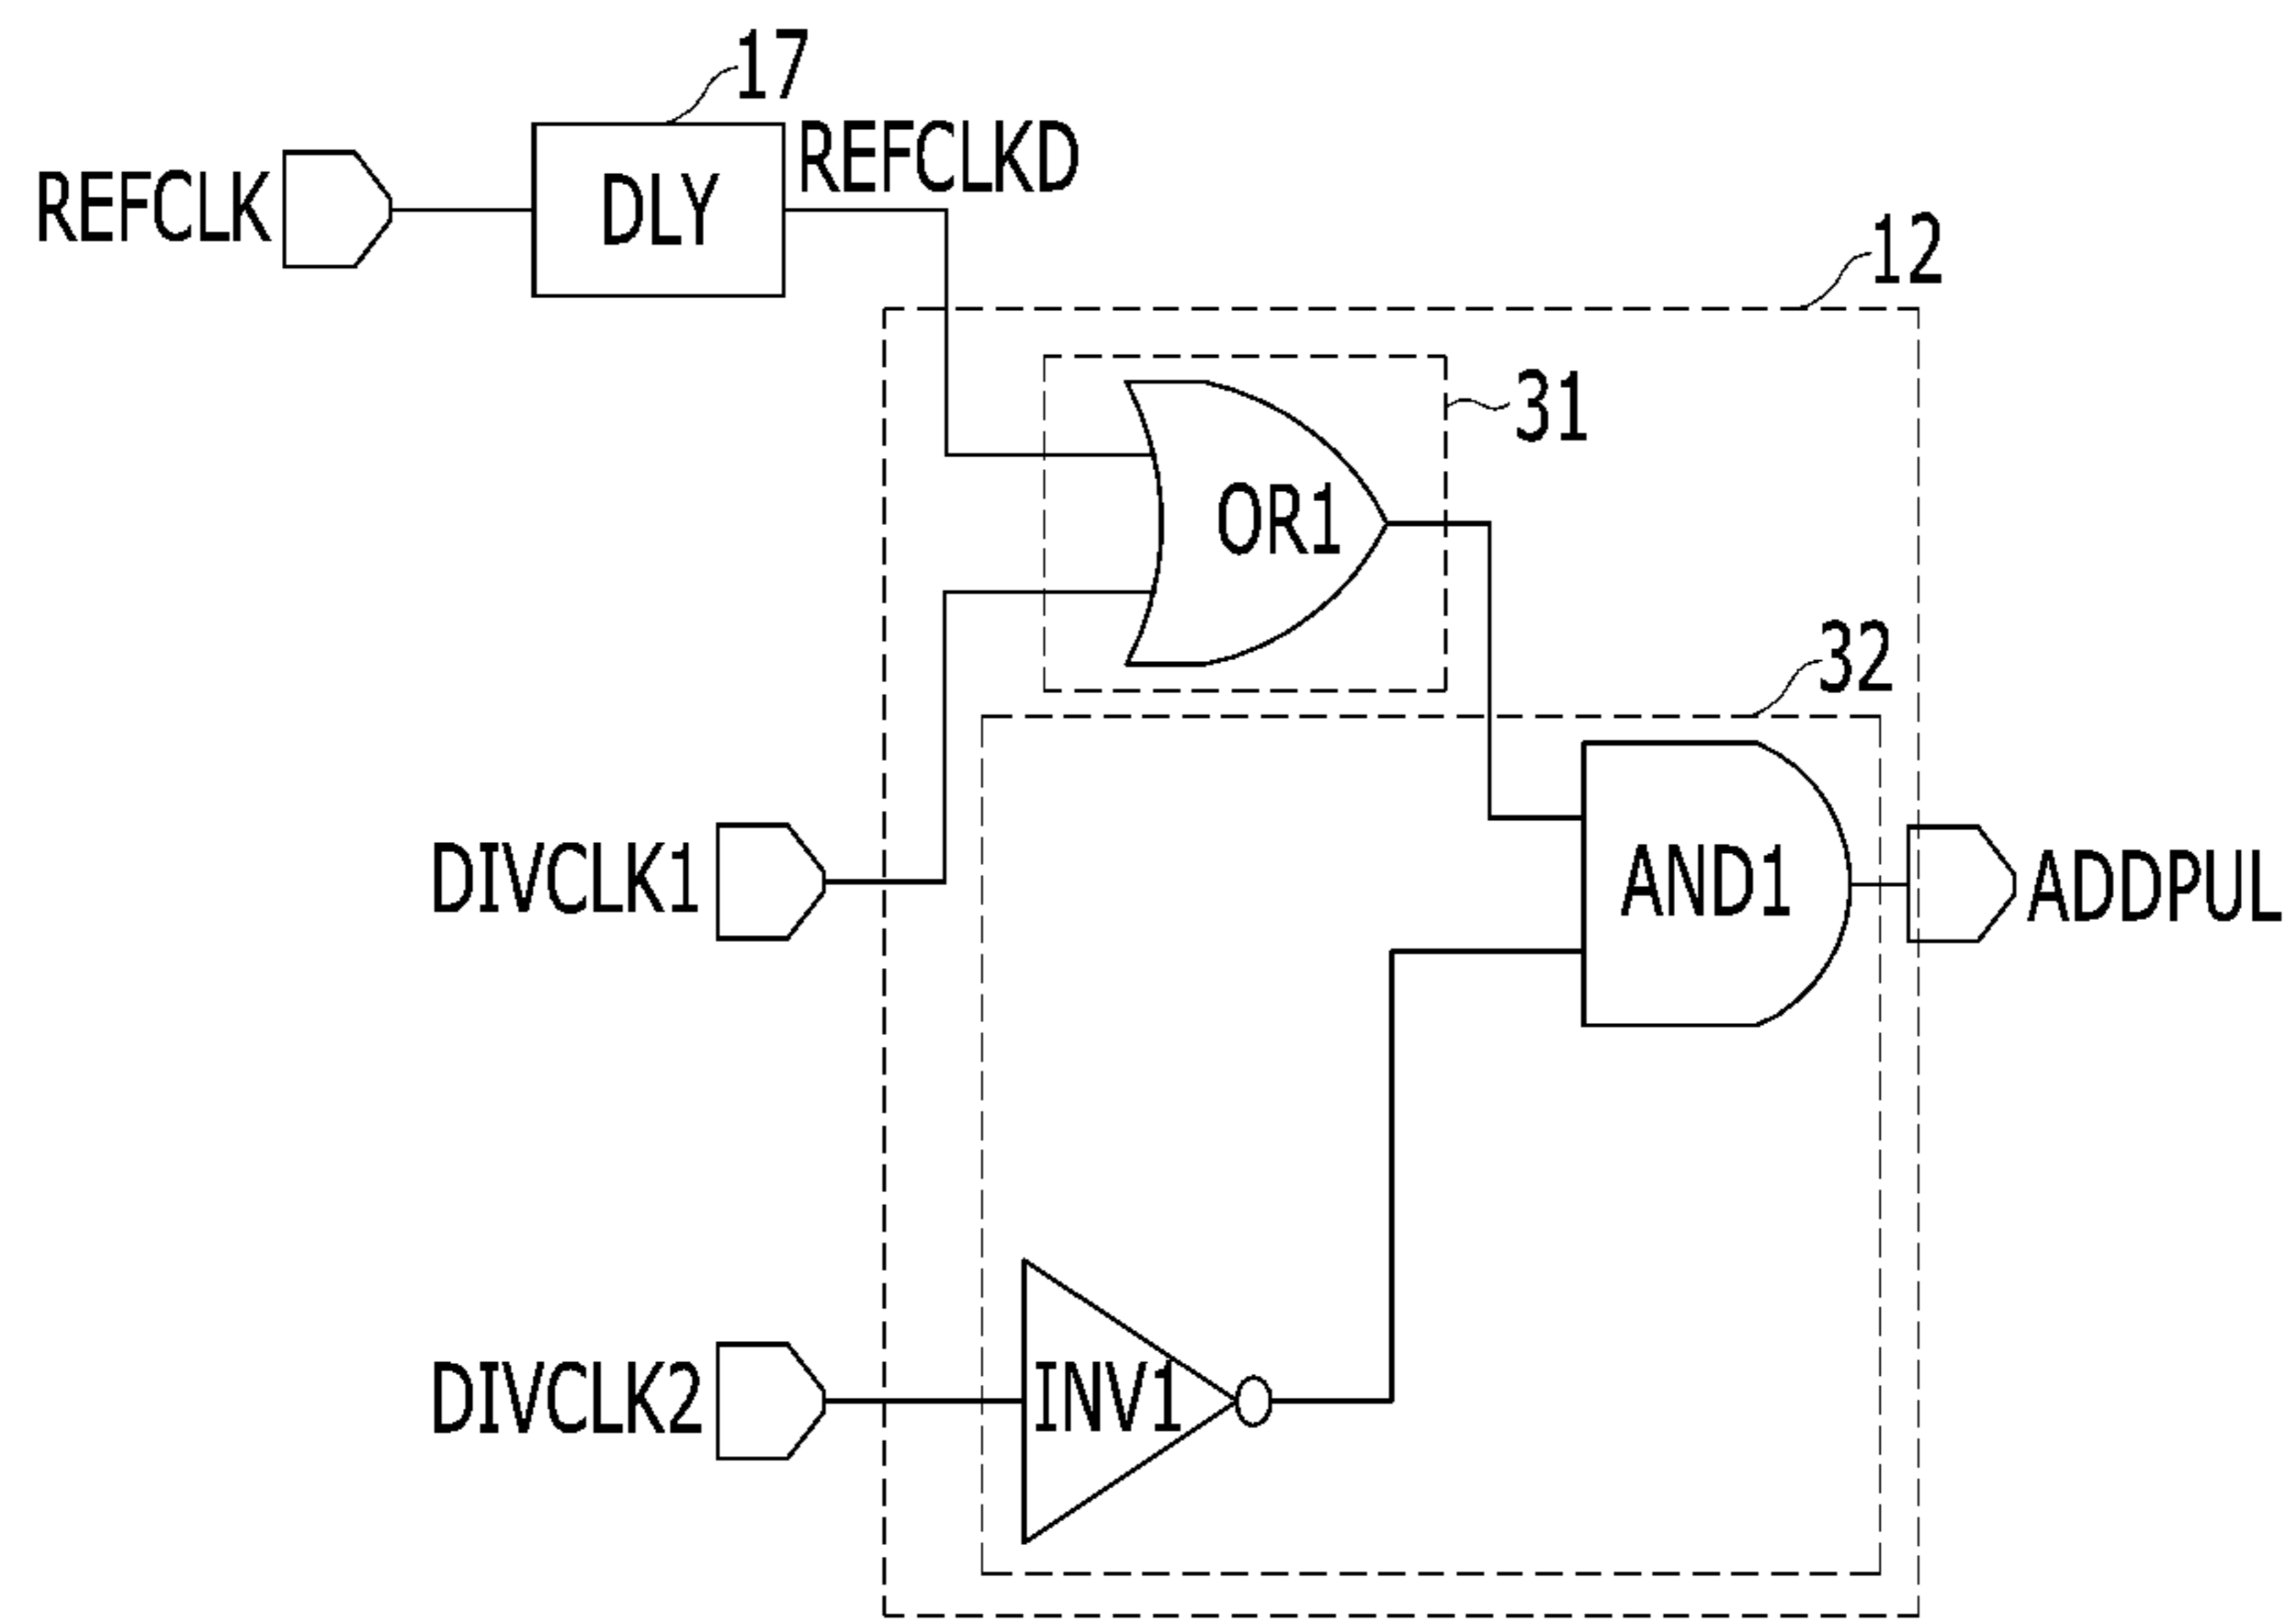 17
REFCLK
DLY
REFCLKD
12
31
OR1
32
DIVCLK1
AND1
ADDPUL
DIVCLK2
INV1